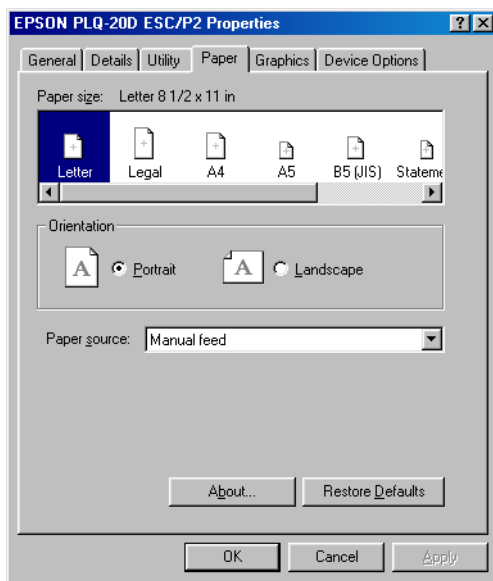 EPSON PLQ-20D ESC/P2 Properties ? X
General Details Utility Paper Graphics Device Options
Paper size: Letter 8 1/2 x 11 in
Letter Legal A4 A5 B5 (JIS) Stateme
Orientation
A Portrait A Landscape
Paper source: Manual feed
About... Restore Defaults
OK Cancel Apply